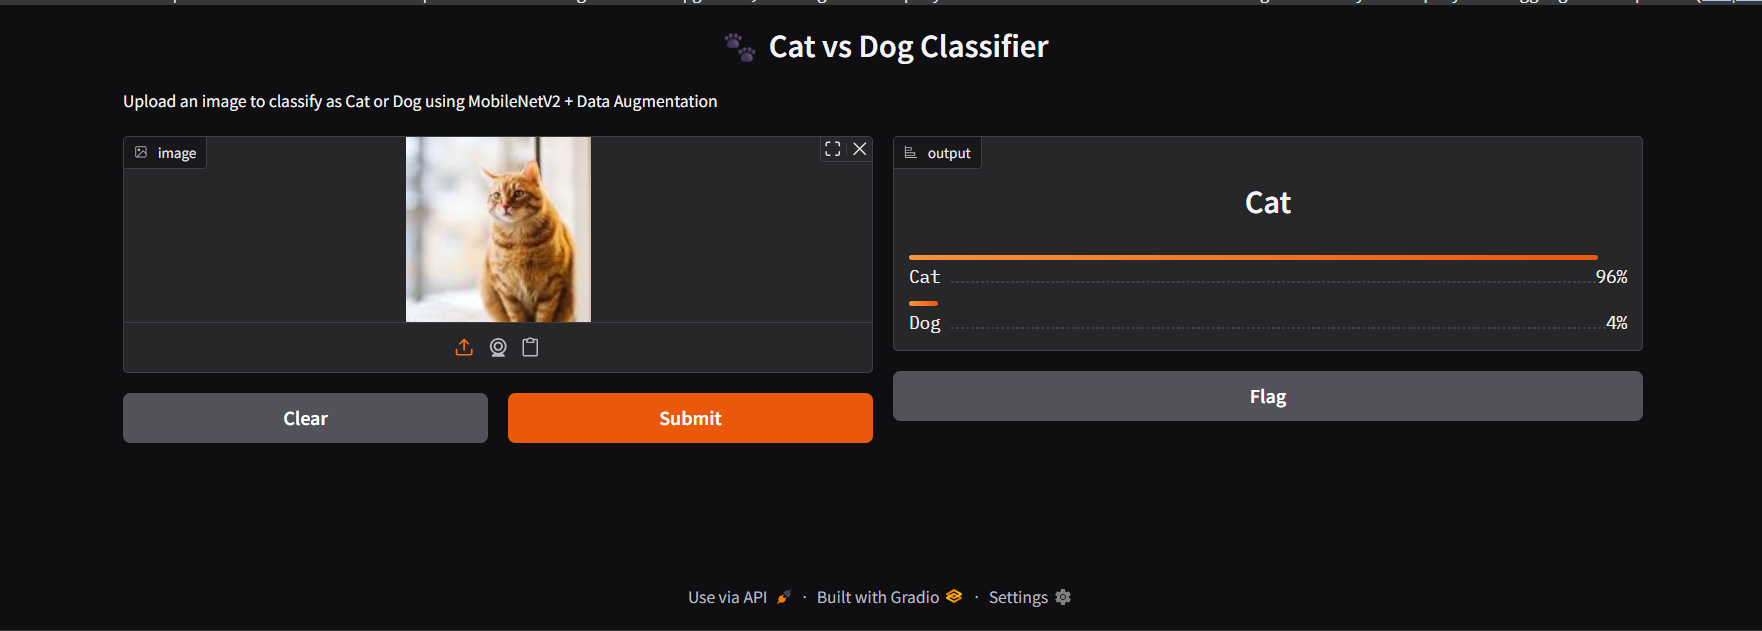 Cat vs Dog Classifier
Upload an image to classify as Cat or Dog using MobileNetV2 + Data Augmentation
image
output
Cat
Cat 96%
Dog 4%
Clear
Submit
Flag
Use via API · Built with Gradio · Settings